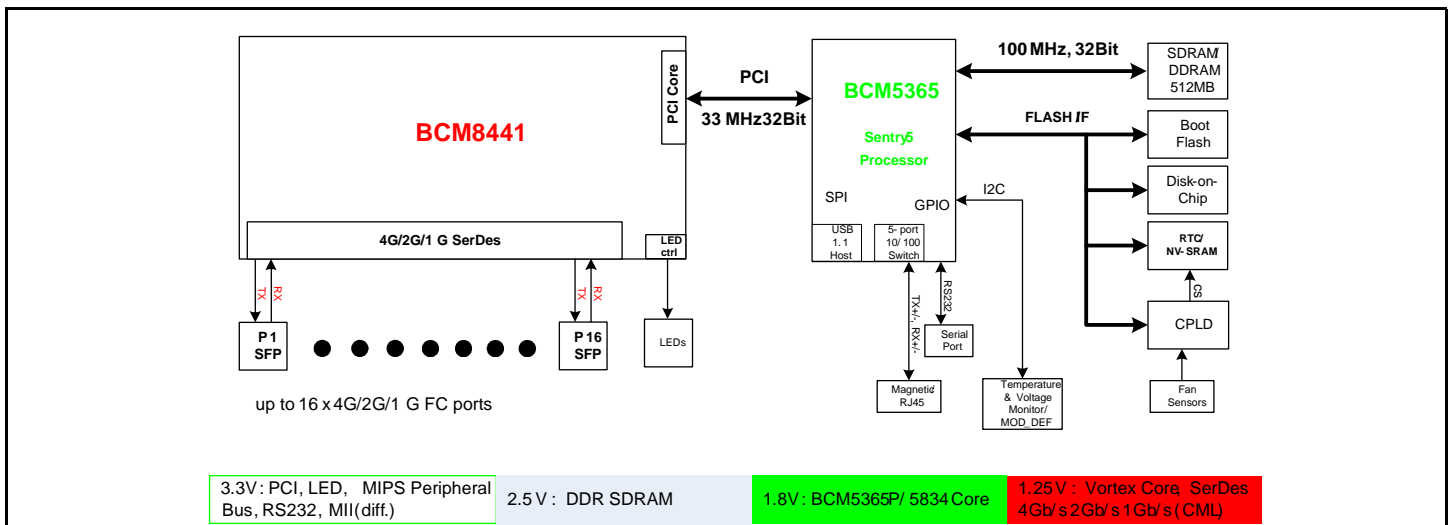 BCM8441
PCI Core
4G/2G/1 G SerDes
LED
ctrl
TX
RX
TX
RX
P 1
SFP
P 16
SFP
LEDs
up to 16 x 4G/2G/1 G FC ports
PCI
33 MHz32Bit
BCM5365
Sentry5
Processor
SPI
GPIO
USB
1.1
Host
5- port
10/ 100
Switch
I2C
TX+/-, RX+/-
RS232
Serial
Port
Magnetic/
RJ45
Temperature
& Voltage
Monitor/
MOD_DEF
100 MHz, 32Bit
SDRAM/
DDRAM
512MB
FLASH I/F
Boot
Flash
Disk-on-
Chip
RTC/
NV-SRAM
CS
CPLD
Fan
Sensors
3.3V: PCI, LED, MIPS Peripheral
Bus, RS232, MII(diff.)
2.5 V : DDR SDRAM
1.8V: BCM5365P/ 5834 Core
1.25V : Vortex Core, SerDes
4Gb/s 2Gb/s 1Gb/s (CML)